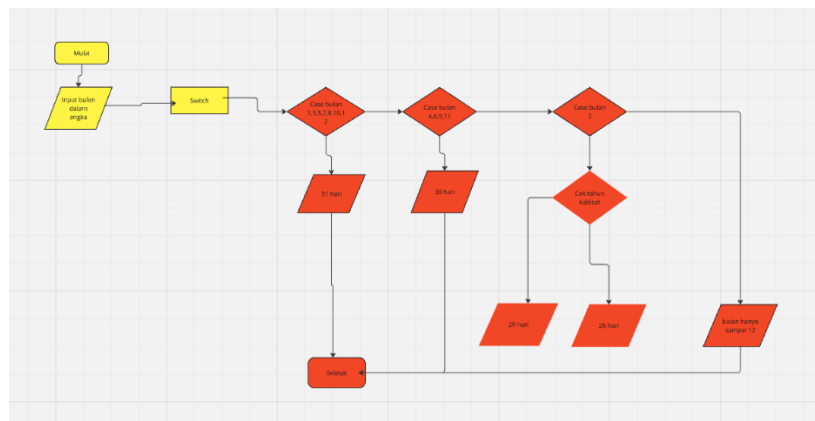 Mulai
Input bulan
dalam
angka
Switch
Case bulan
1,3,5,7,8,10,1
2
Case bulan
4,6,9,11
Case bulan
2
31 hari
30 hari
Cek tahun
kabisat
29 hari
28 hari
bulan hanya
sampai 12
Selesai